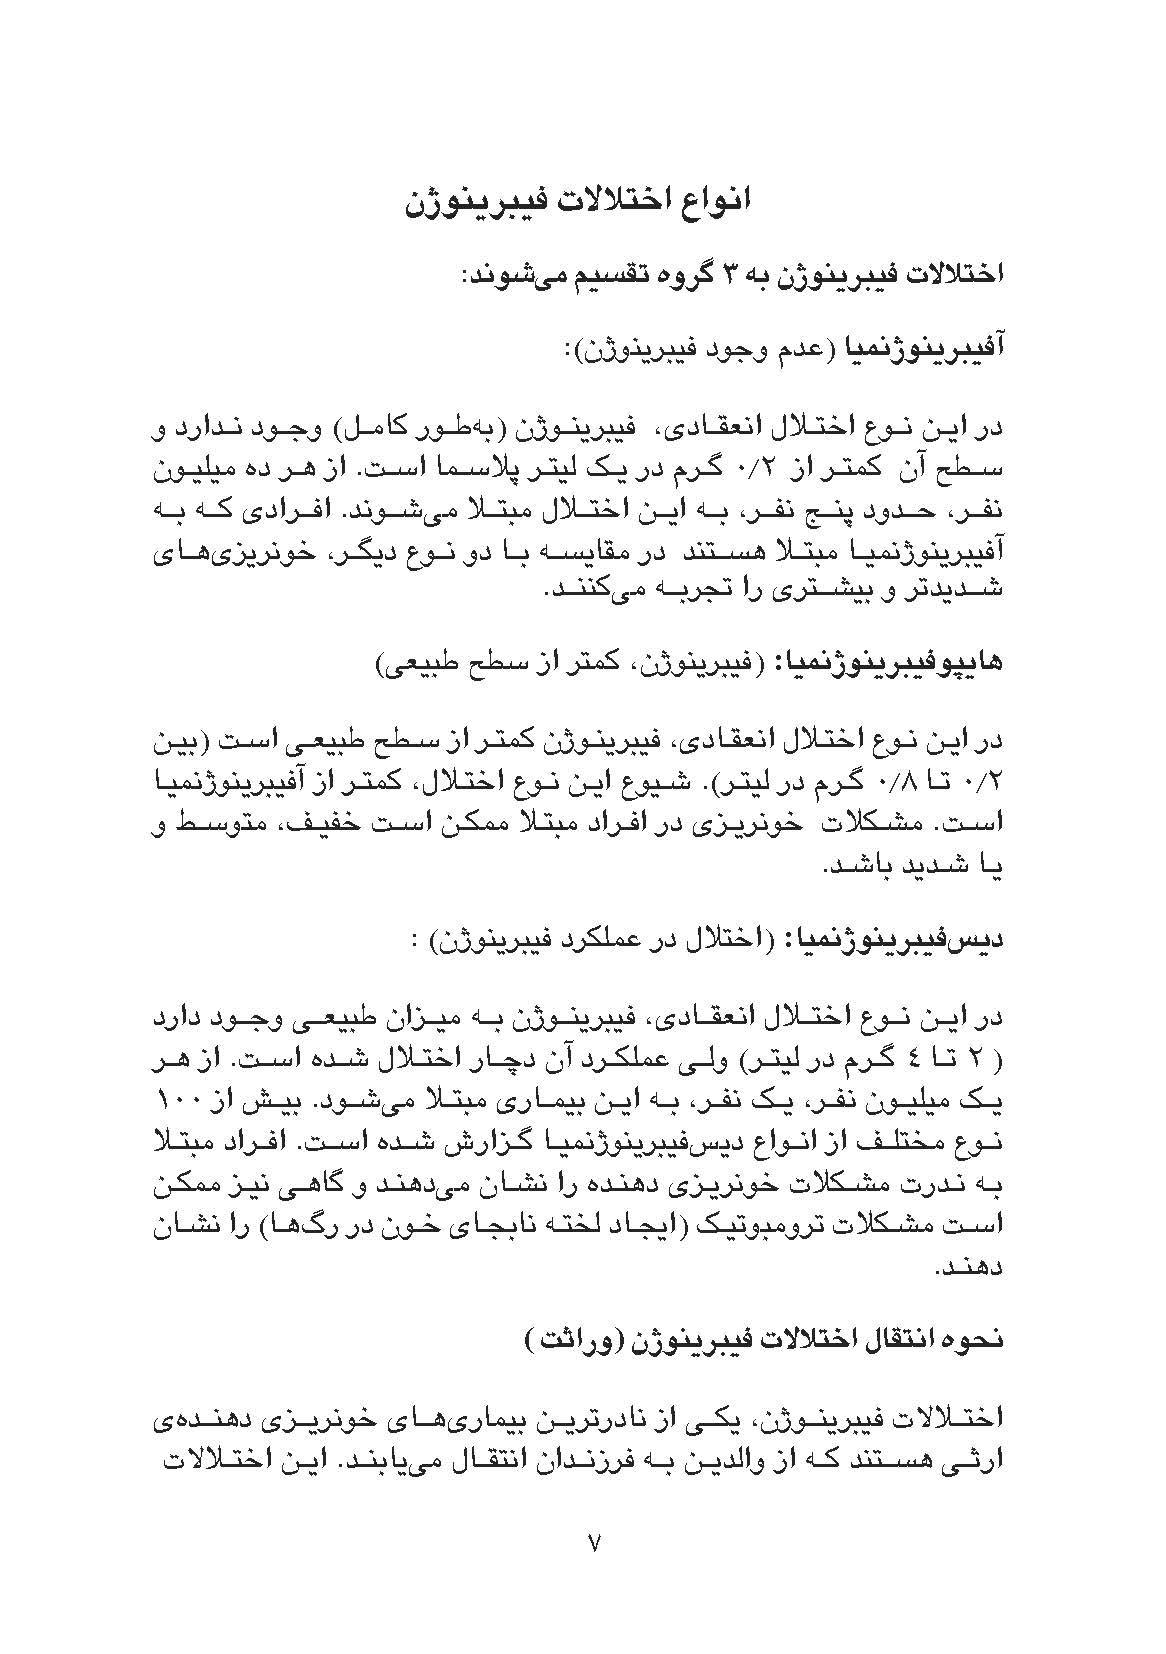 انواع اختلالات فیبرینوژن
اختلالات فیبرینوژن به ۳ گروه تقسیم می‌شوند:
آفیبرینوژنمیا (عدم وجود فیبرینوژن):
در این نوع اختلال انعقادی، فیبرینوژن (به‌طور کامل) وجود ندارد و
سطح آن کمتر از ۰/۲ گرم در یک لیتر پلاسما است. از هر ده میلیون
نفر، حدود پنج نفر، به این اختلال مبتلا می‌شوند. افرادی که به
آفیبرینوژنمیا مبتلا هستند در مقایسه با دو نوع دیگر، خونریزی‌های
شدیدتر و بیشتری را تجربه می‌کنند.
هایپوفیبرینوژنمیا: (فیبرینوژن، کمتر از سطح طبیعی)
در این نوع اختلال انعقادی، فیبرینوژن کمتر از سطح طبیعی است (بین
۰/۲ تا ۰/۸ گرم در لیتر). شیوع این نوع اختلال، کمتر از آفیبرینوژنمیا
است. مشکلات خونریزی در افراد مبتلا ممکن است خفیف، متوسط و
یا شدید باشد.
دیس‌فیبرینوژنمیا: (اختلال در عملکرد فیبرینوژن) :
در این نوع اختلال انعقادی، فیبرینوژن به میزان طبیعی وجود دارد
( ۲ تا ۴ گرم در لیتر) ولی عملکرد آن دچار اختلال شده است. از هر
یک میلیون نفر، یک نفر، به این بیماری مبتلا می‌شود. بیش از ۱۰۰
نوع مختلف از انواع دیس‌فیبرینوژنمیا گزارش شده است. افراد مبتلا
به ندرت مشکلات خونریزی دهنده را نشان می‌دهند و گاهی نیز ممکن
است مشکلات ترومبوتیک (ایجاد لخته نابجای خون در رگ‌ها) را نشان
دهند.
نحوه انتقال اختلالات فیبرینوژن (وراثت )
اختلالات فیبرینوژن، یکی از نادرترین بیماری‌های خونریزی دهنده‌ی
ارثی هستند که از والدین به فرزندان انتقال می‌یابند. این اختلالات
۷